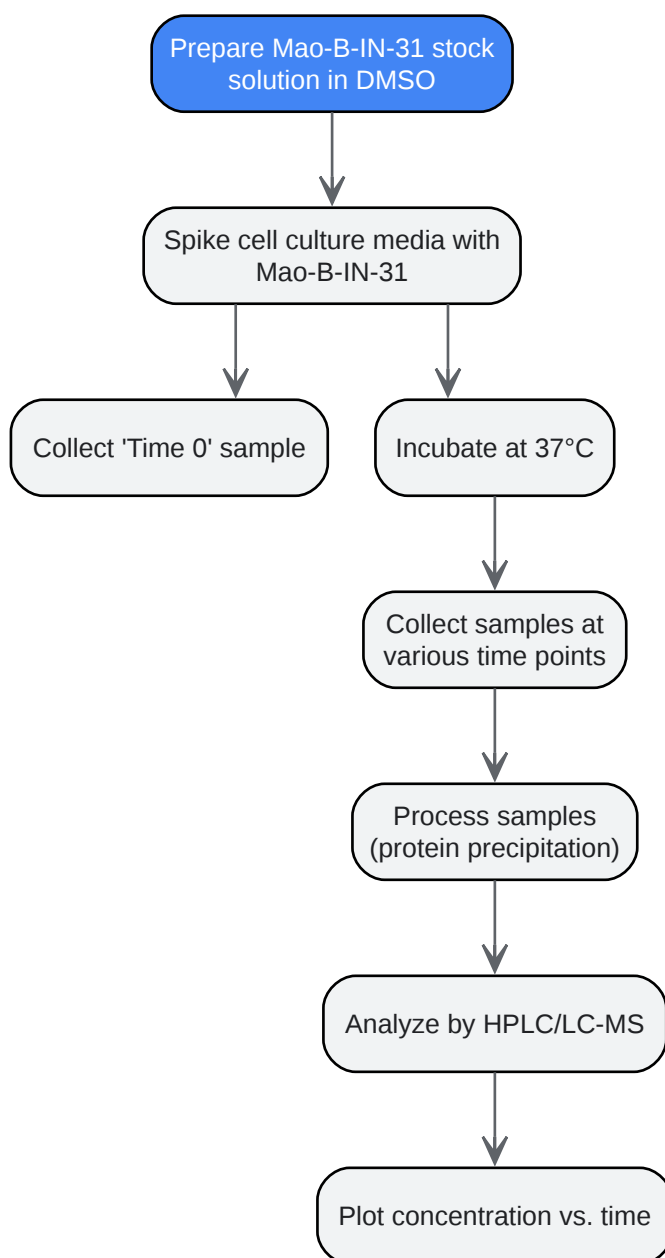 Prepare Mao-B-IN-31 stock
solution in DMSO
Spike cell culture media with
Mao-B-IN-31
Collect 'Time 0' sample
Incubate at 37°C
Collect samples at
various time points
Process samples
(protein precipitation)
Analyze by HPLC/LC-MS
Plot concentration vs. time